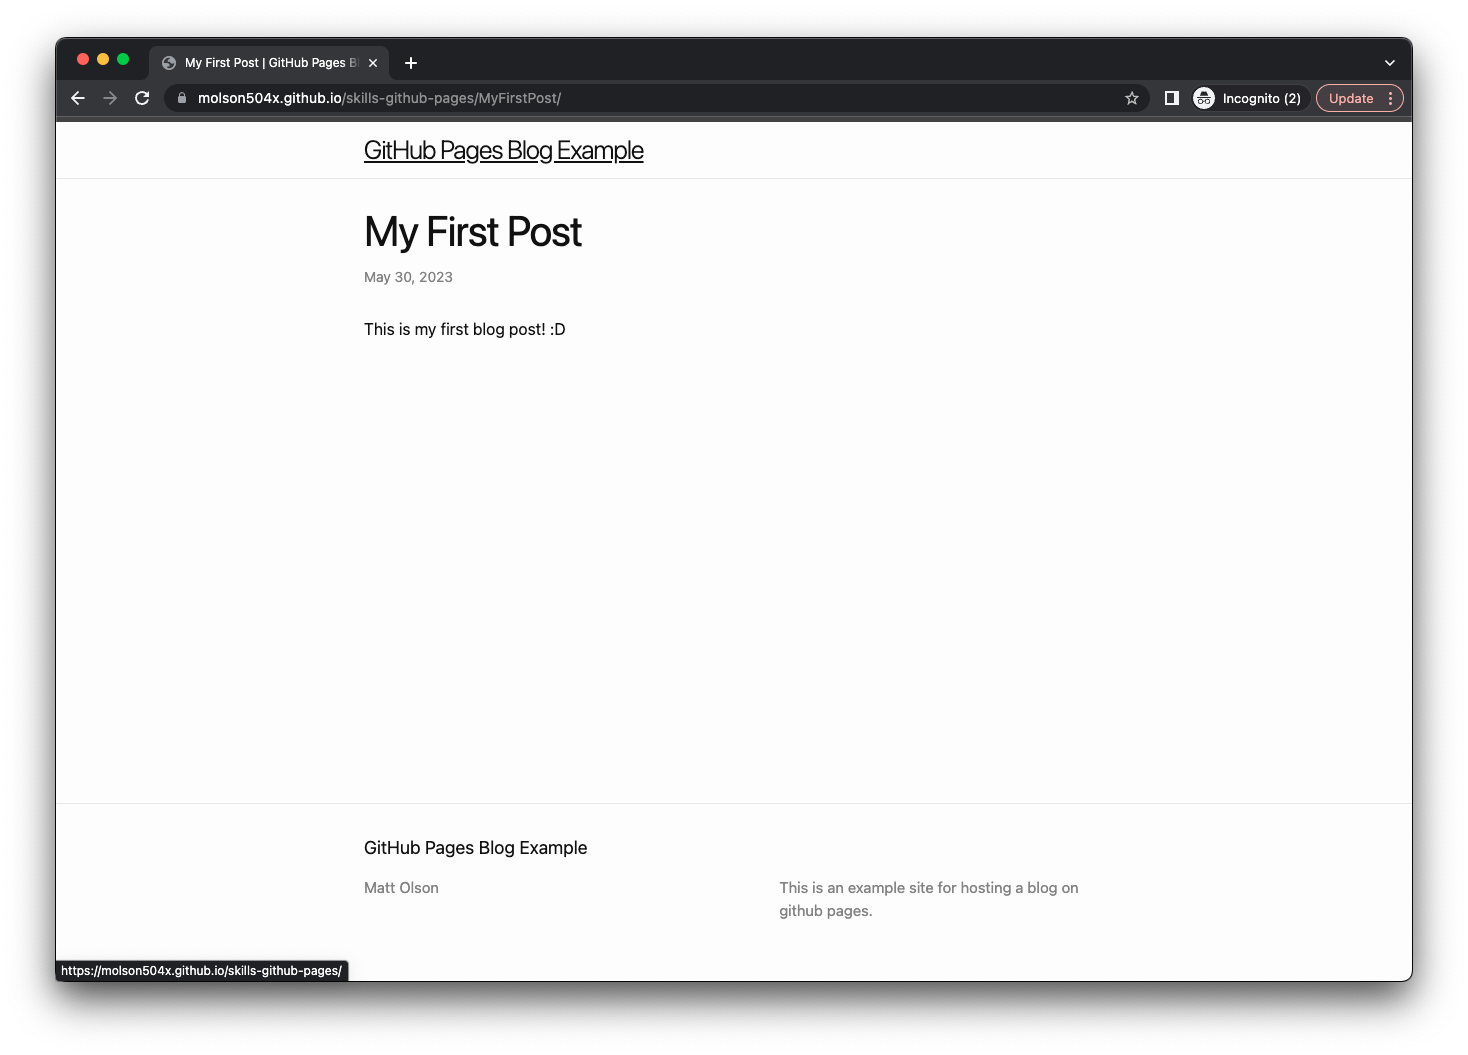 My First Post | GitHub Pages Bl
molson504x.github.io/skills-github-pages/MyFirstPost/
Incognito (2)
Update
GitHub Pages Blog Example
My First Post
May 30, 2023
This is my first blog post! :D
GitHub Pages Blog Example
Matt Olson
This is an example site for hosting a blog on
github pages.
https://molson504x.github.io/skills-github-pages/